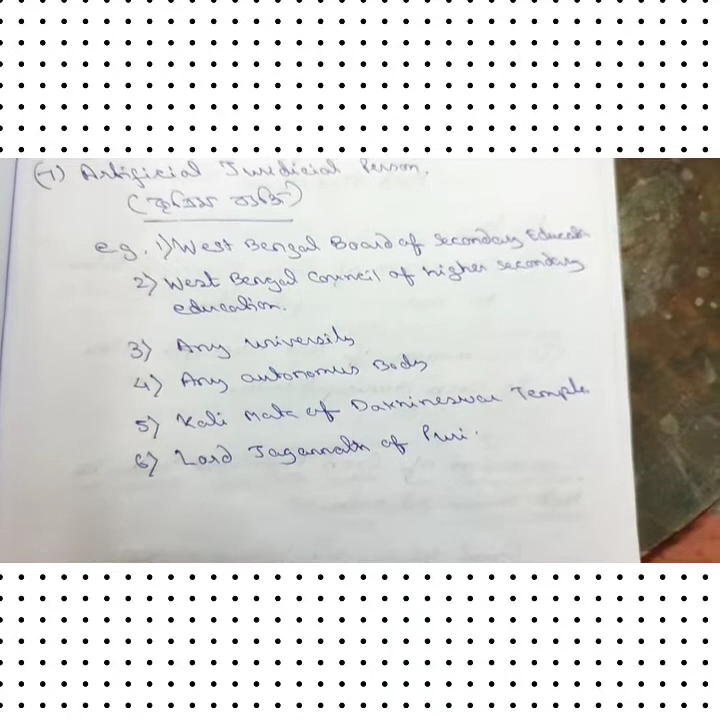 (7) Artificial Juridicial Person.
(কৃত্রিম ব্যক্তি)
e.g. 1) West Bengal Board of Secondary Educatn
2) West Bengal Council of higher secondary
education.
3) Any university
4) Any autonomus Body
5) Kali Mata of Dakhineswar Temple
6) Lord Jagannath of Puri.